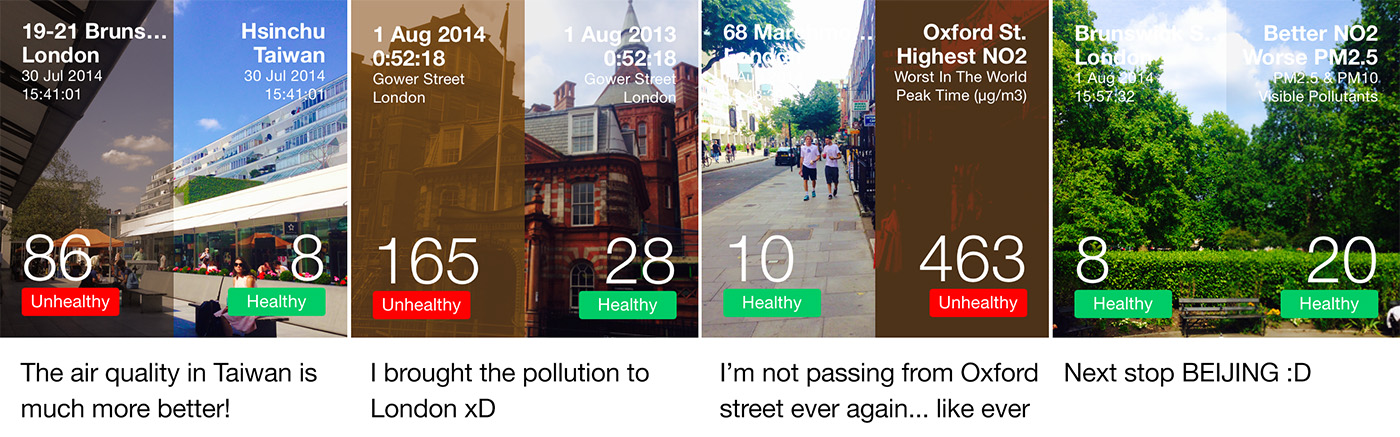 19-21 Bruns...
London
30 Jul 2014
15:41:01
Hsinchu
Taiwan
30 Jul 2014
15:41:01
86
Unhealthy
8
Healthy
The air quality in Taiwan is
much more better!
1 Aug 2014
0:52:18
Gower Street
London
1 Aug 2013
0:52:18
Gower Street
London
165
Unhealthy
28
Healthy
I brought the pollution to
London xD
68 Marchm...
London
Oxford St.
Highest NO2
Worst In The World
Peak Time (µg/m3)
10
Healthy
463
Unhealthy
I'm not passing from Oxford
street ever again... like ever
Brunswick S...
London
1 Aug 2014
15:57:32
Better NO2
Worse PM2.5
PM2.5 & PM10
Visible Pollutants
8
Healthy
20
Healthy
Next stop BEIJING :D